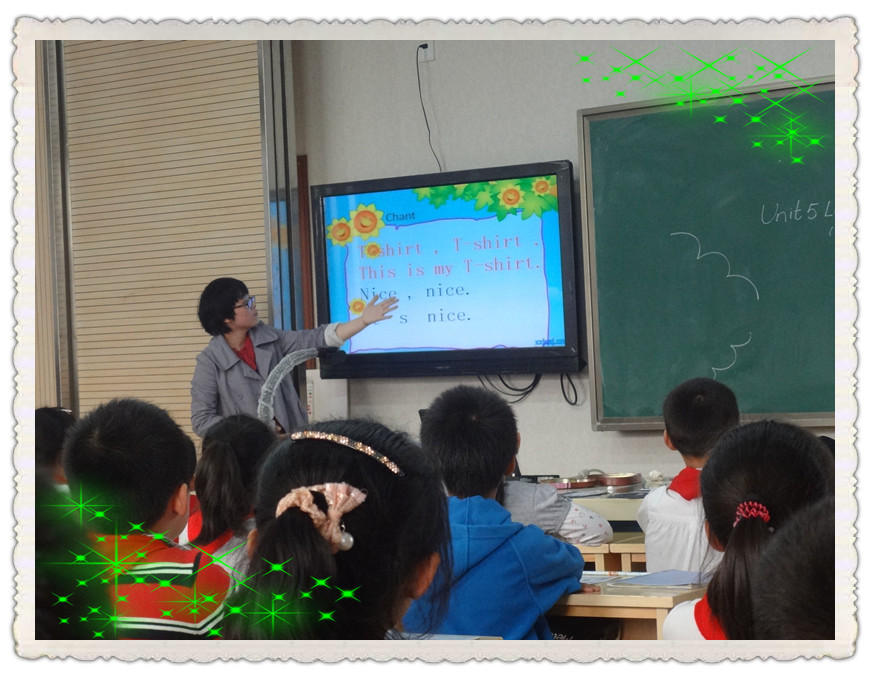 Chant
T-shirt , T-shirt .
This is my T-shirt.
Nice , nice.
s nice.
Unit 5 L